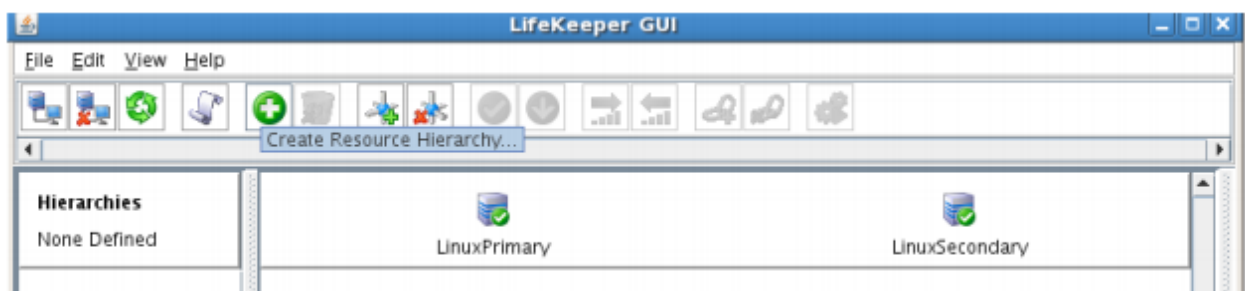 LifeKeeper GUI
File Edit View Help
Create Resource Hierarchy...
Hierarchies
None Defined
LinuxPrimary
LinuxSecondary